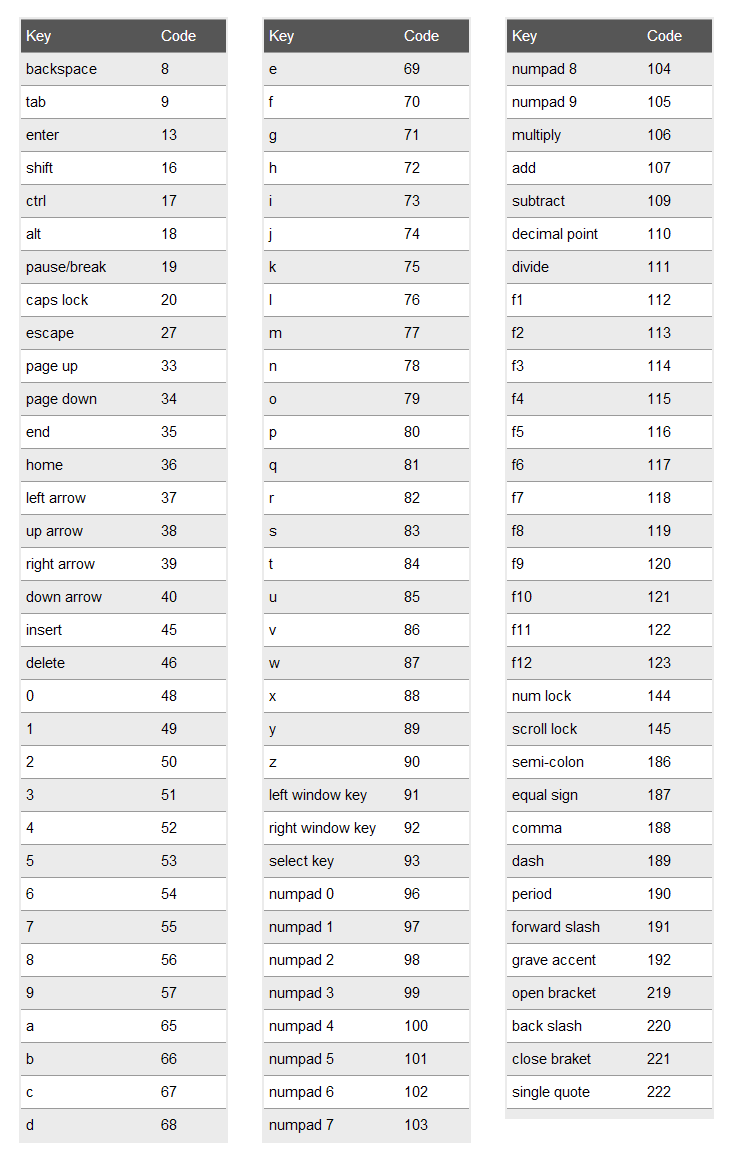 Key Code
backspace 8
tab 9
enter 13
shift 16
ctrl 17
alt 18
pause/break 19
caps lock 20
escape 27
page up 33
page down 34
end 35
home 36
left arrow 37
up arrow 38
right arrow 39
down arrow 40
insert 45
delete 46
0 48
1 49
2 50
3 51
4 52
5 53
6 54
7 55
8 56
9 57
a 65
b 66
c 67
d 68
Key Code
e 69
f 70
g 71
h 72
i 73
j 74
k 75
l 76
m 77
n 78
o 79
p 80
q 81
r 82
s 83
t 84
u 85
v 86
w 87
x 88
y 89
z 90
left window key 91
right window key 92
select key 93
numpad 0 96
numpad 1 97
numpad 2 98
numpad 3 99
numpad 4 100
numpad 5 101
numpad 6 102
numpad 7 103
Key Code
numpad 8 104
numpad 9 105
multiply 106
add 107
subtract 109
decimal point 110
divide 111
f1 112
f2 113
f3 114
f4 115
f5 116
f6 117
f7 118
f8 119
f9 120
f10 121
f11 122
f12 123
num lock 144
scroll lock 145
semi-colon 186
equal sign 187
comma 188
dash 189
period 190
forward slash 191
grave accent 192
open bracket 219
back slash 220
close braket 221
single quote 222